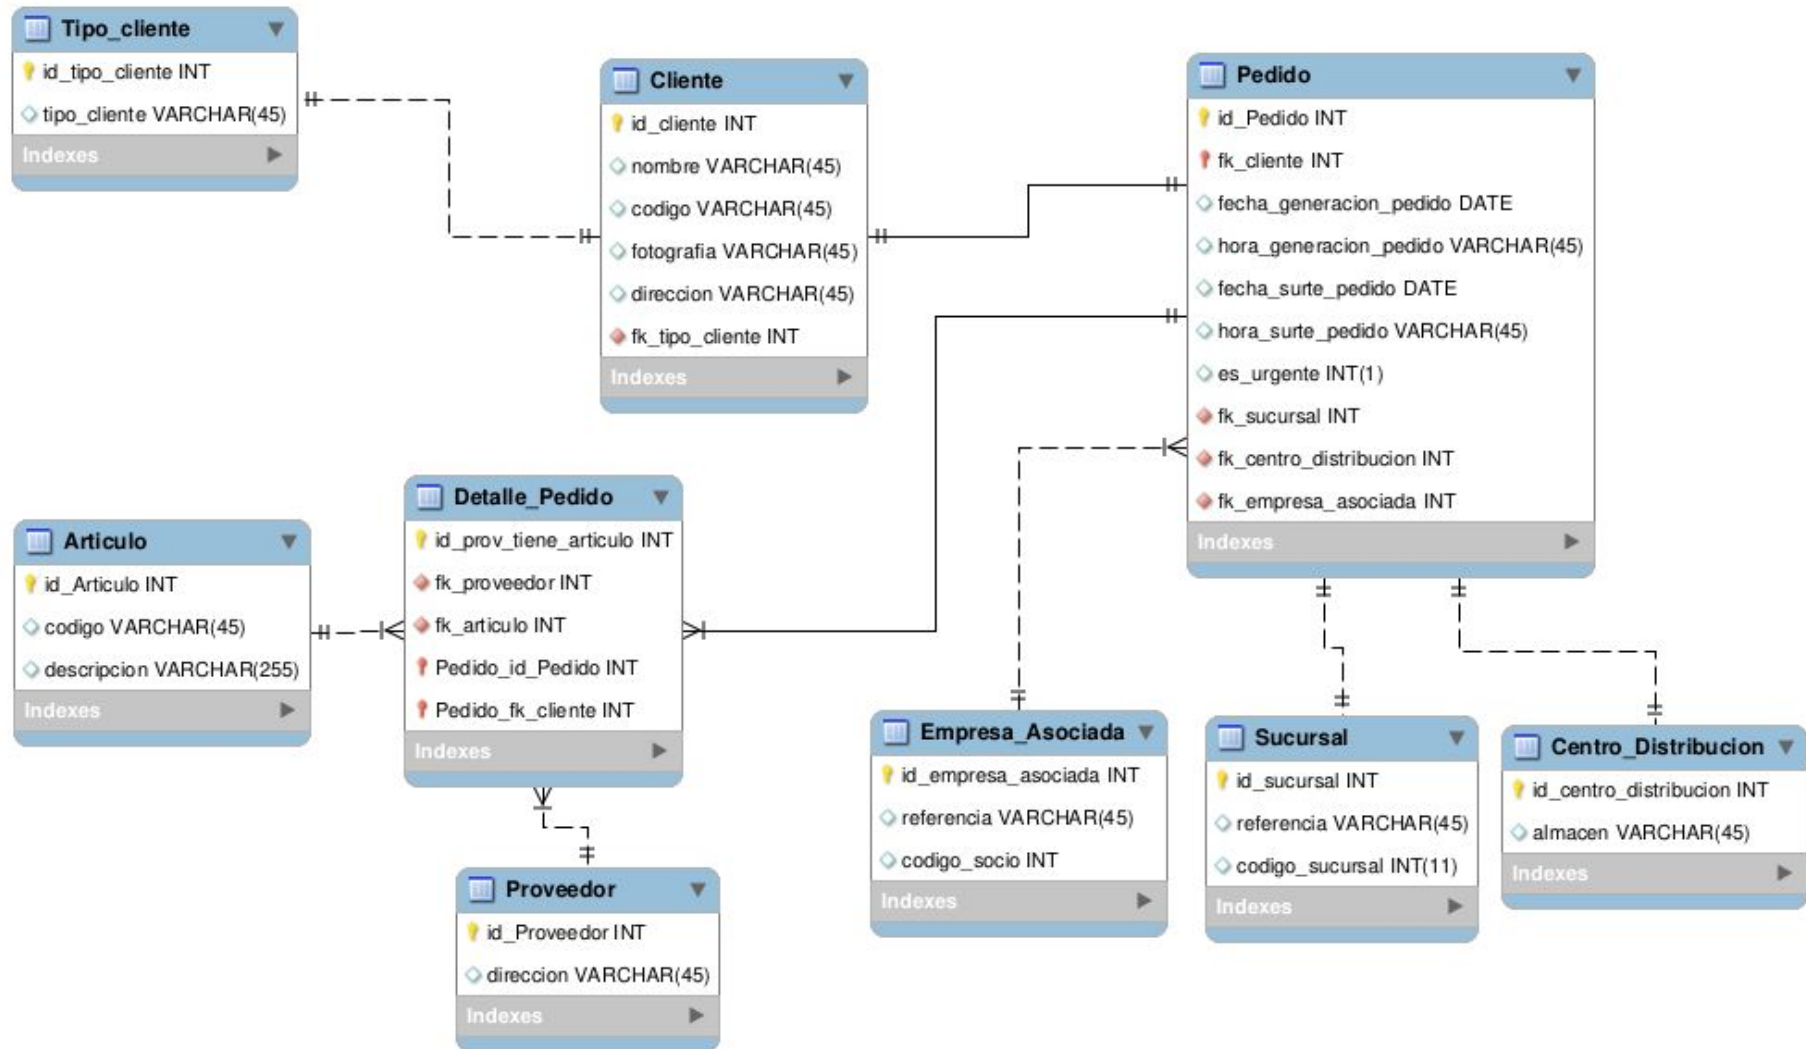 Tipo_cliente
id_tipo_cliente INT
tipo_cliente VARCHAR(45)
Indexes
Cliente
id_cliente INT
nombre VARCHAR(45)
codigo VARCHAR(45)
fotografia VARCHAR(45)
direccion VARCHAR(45)
fk_tipo_cliente INT
Indexes
Pedido
id_Pedido INT
fk_cliente INT
fecha_generacion_pedido DATE
hora_generacion_pedido VARCHAR(45)
fecha_surte_pedido DATE
hora_surte_pedido VARCHAR(45)
es_urgente INT(1)
fk_sucursal INT
fk_centro_distribucion INT
fk_empresa_asociada INT
Indexes
Articulo
id_Articulo INT
codigo VARCHAR(45)
descripcion VARCHAR(255)
Indexes
Detalle_Pedido
id_prov_tiene_articulo INT
fk_proveedor INT
fk_articulo INT
Pedido_id_Pedido INT
Pedido_fk_cliente INT
Indexes
Proveedor
id_Proveedor INT
direccion VARCHAR(45)
Indexes
Empresa_Asociada
id_empresa_asociada INT
referencia VARCHAR(45)
codigo_socio INT
Indexes
Sucursal
id_sucursal INT
referencia VARCHAR(45)
codigo_sucursal INT(11)
Indexes
Centro_Distribucion
id_centro_distribucion INT
almacen VARCHAR(45)
Indexes